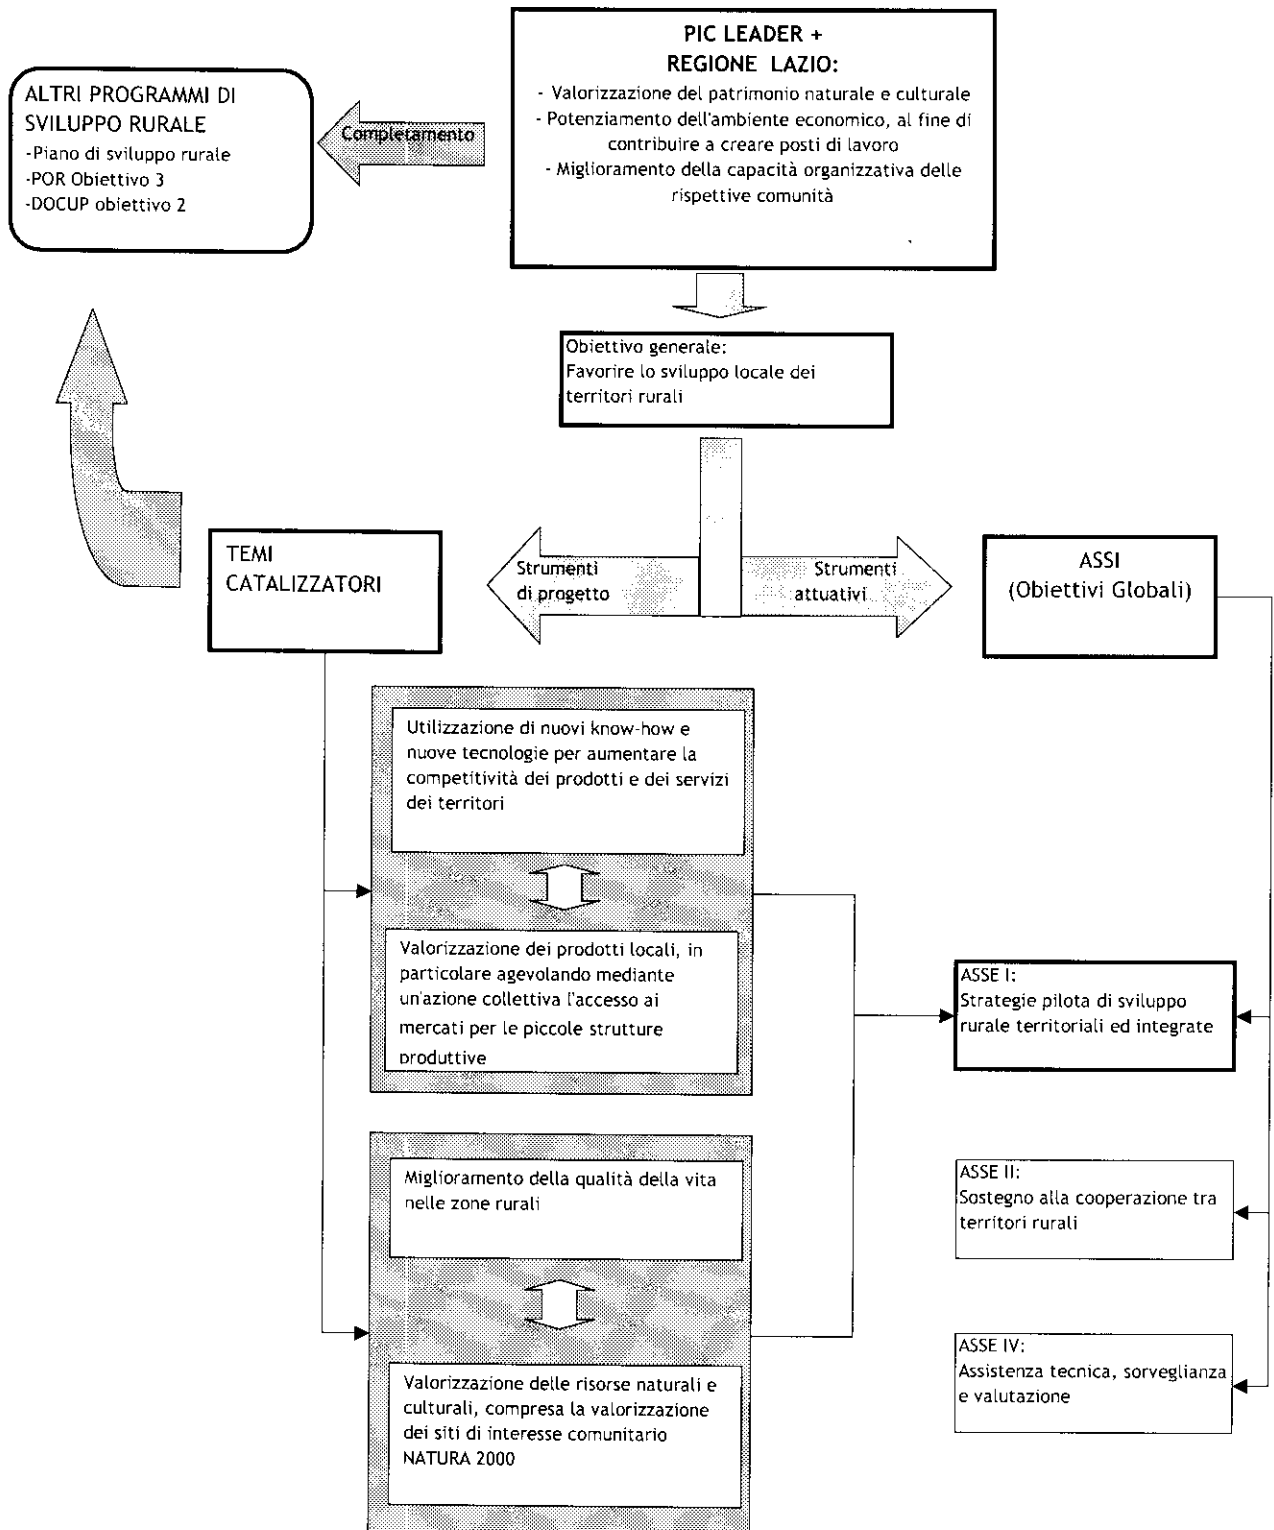 PIC LEADER +
REGIONE LAZIO:
- Valorizzazione del patrimonio naturale e culturale
- Potenziamento dell'ambiente economico, al fine di
contribuire a creare posti di lavoro
- Miglioramento della capacità organizzativa delle
rispettive comunità
ALTRI PROGRAMMI DI
SVILUPPO RURALE
-Piano di sviluppo rurale
-POR Obiettivo 3
-DOCUP obiettivo 2
Completamento
Obiettivo generale:
Favorire lo sviluppo locale dei
territori rurali
TEMI
CATALIZZATORI
Strumenti
di progetto
Strumenti
attuativi
ASSI
(Obiettivi Globali)
Utilizzazione di nuovi know-how e
nuove tecnologie per aumentare la
competitività dei prodotti e dei servizi
dei territori
Valorizzazione dei prodotti locali, in
particolare agevolando mediante
un'azione collettiva l'accesso ai
mercati per le piccole strutture
produttive
ASSE I:
Strategie pilota di sviluppo
rurale territoriali ed integrate
Miglioramento della qualità della vita
nelle zone rurali
ASSE II:
Sostegno alla cooperazione tra
territori rurali
Valorizzazione delle risorse naturali e
culturali, compresa la valorizzazione
dei siti di interesse comunitario
NATURA 2000
ASSE IV:
Assistenza tecnica, sorveglianza
e valutazione